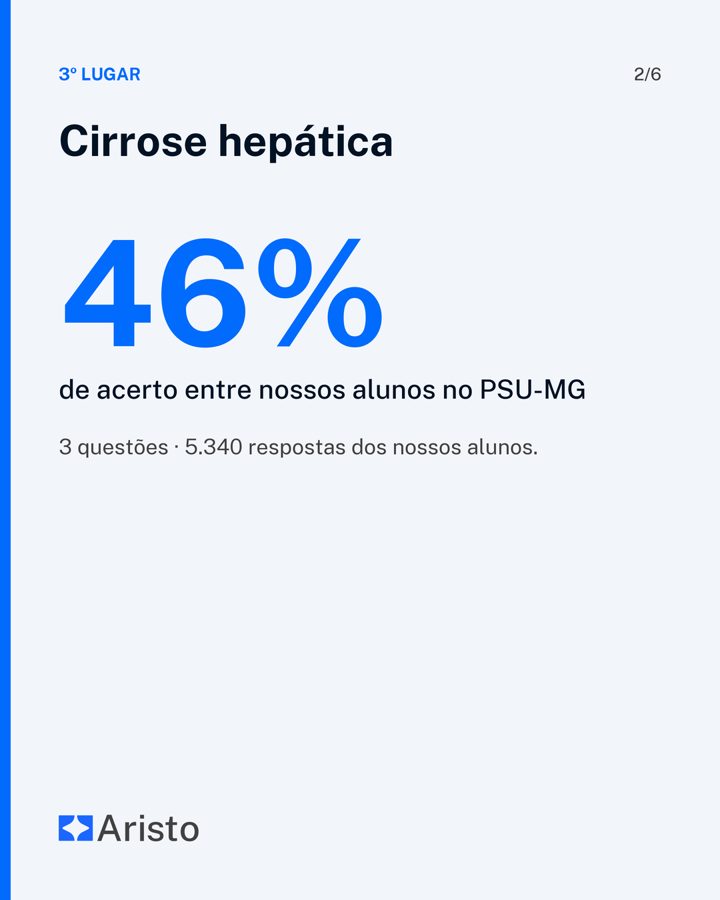 3º LUGAR
2/6
Cirrose hepática
46%
de acerto entre nossos alunos no PSU-MG
3 questões · 5.340 respostas dos nossos alunos.
Aristo